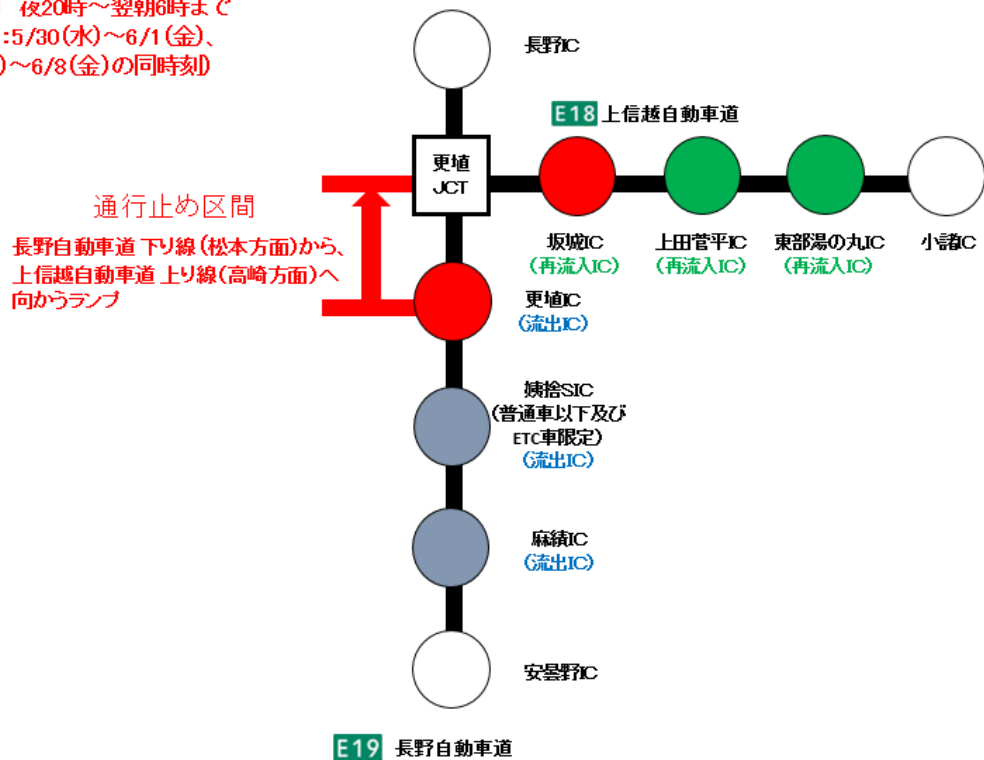 夜20時～翌朝6時まで
:5/30(水)～6/1(金)、
)～6/8(金)の同時刻)
長野IC
E18 上信越自動車道
更埴
JCT
通行止め区間
長野自動車道 下り線(松本方面)から、
上信越自動車道 上り線(高崎方面)へ
向かうランプ
坂城IC
(再流入IC)
上田菅平IC
(再流入IC)
東部湯の丸IC
(再流入IC)
小諸IC
更埴IC
(流出IC)
姨捨SIC
(普通車以下及び
ETC車限定)
(流出IC)
麻績IC
(流出IC)
安曇野IC
E19 長野自動車道